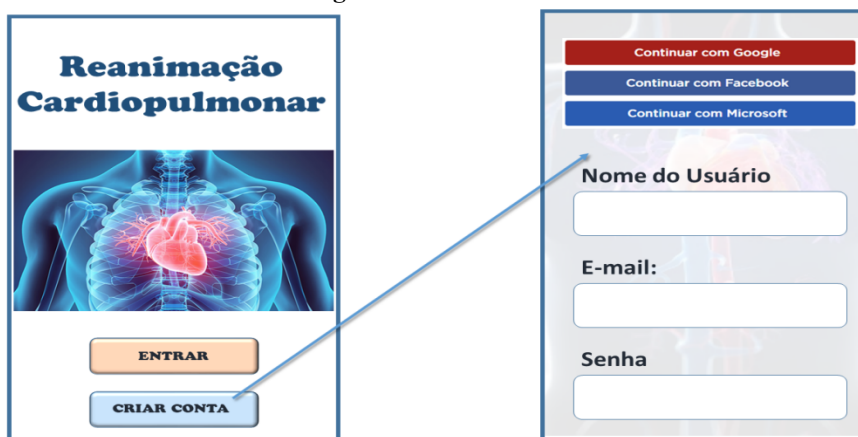 Reanimação
Cardiopulmonar
ENTRAR
CRIAR CONTA
Continuar com Google
Continuar com Facebook
Continuar com Microsoft
Nome do Usuário
E-mail:
Senha